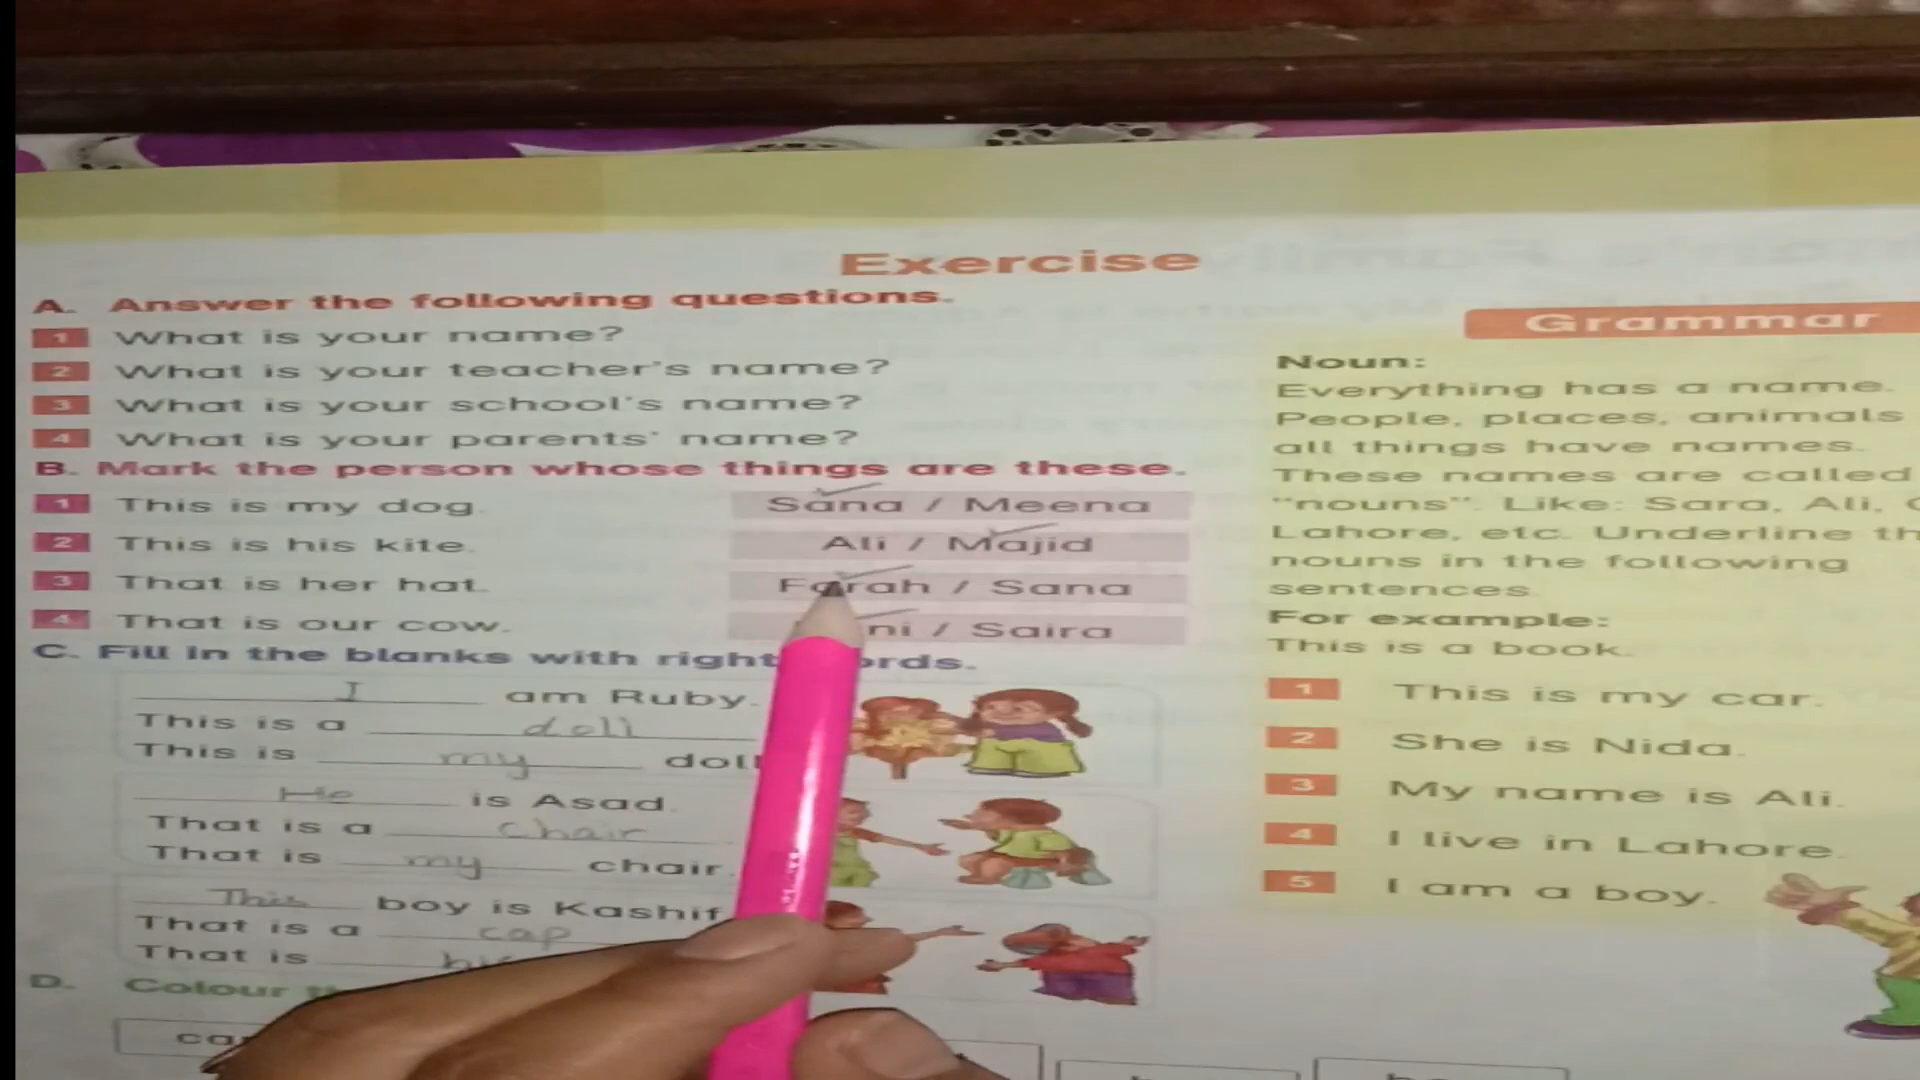 Exercise
A. Answer the following questions.
1 What is your name?
2 What is your teacher's name?
3 What is your school's name?
4 What is your parents' name?
B. Mark the person whose things are these.
1 This is my dog. Sana / Meena
2 This is his kite. Ali / Majid
3 That is her hat. Farah / Sana
4 That is our cow. ni / Saira
C. Fill in the blanks with right ords.
I am Ruby.
This is a doll
This is my doll
He is Asad.
That is a chair
That is my chair.
This boy is Kashif
That is a cap
That is
D. Colour
Grammar
Noun:
Everything has a name.
People, places, animals
all things have names.
These names are called
"nouns". Like: Sara, Ali,
Lahore, etc. Underline th
nouns in the following
sentences.
For example:
This is a book.
1 This is my car.
2 She is Nida.
3 My name is Ali.
4 I live in Lahore.
5 I am a boy.